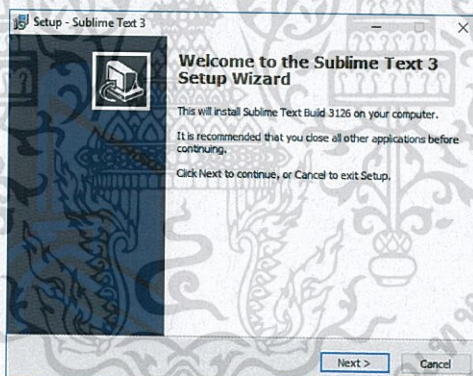 Setup - Sublime Text 3
Welcome to the Sublime Text 3
Setup Wizard
This will install Sublime Text Build 3126 on your computer.
It is recommended that you close all other applications before
continuing.
Click Next to continue, or Cancel to exit Setup.
Next >
Cancel